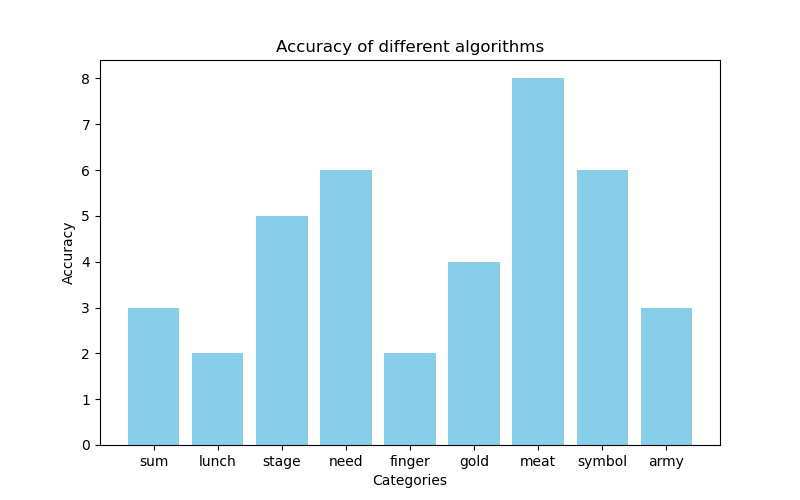 Accuracy of different algorithms
Accuracy
8
7
6
5
4
3
2
1
0
sum lunch stage need finger gold meat symbol army
Categories